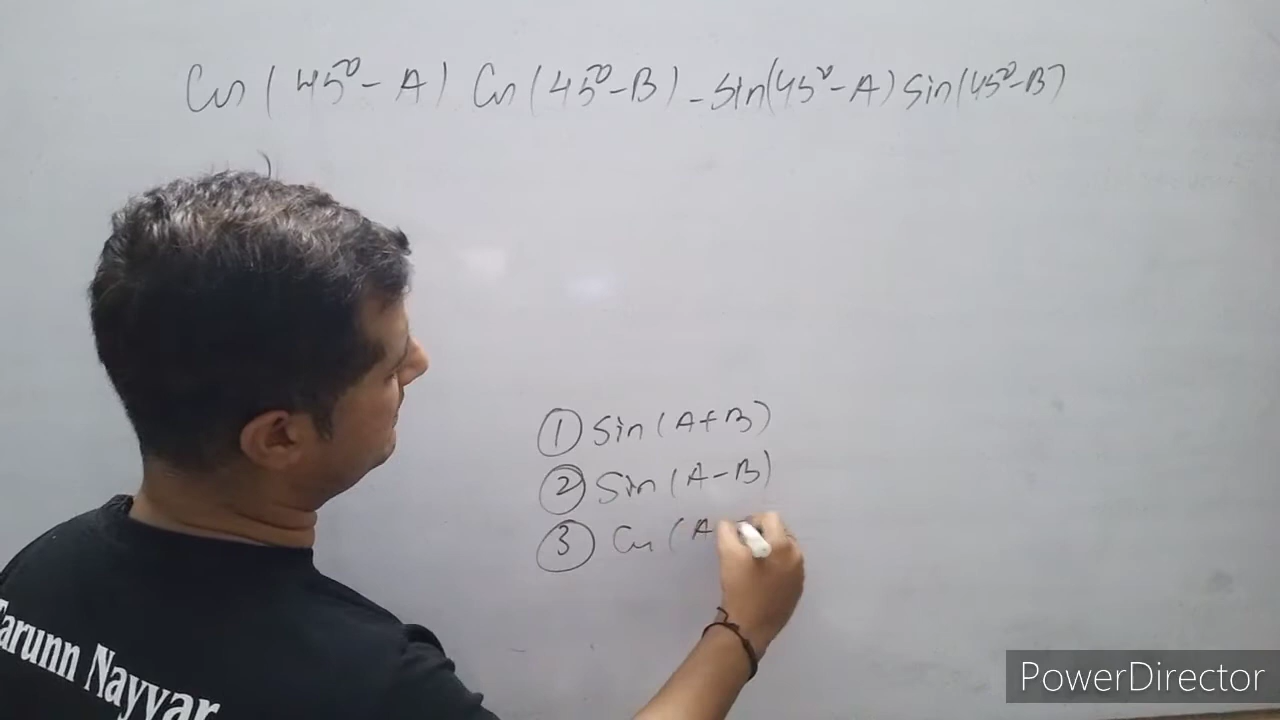 Cos (45° - A) Cos (45° - B) - Sin(45° - A) Sin(45° - B)
① Sin (A+B)
② Sin (A-B)
③ Cos (A
Tarunn Nayyar
PowerDirector